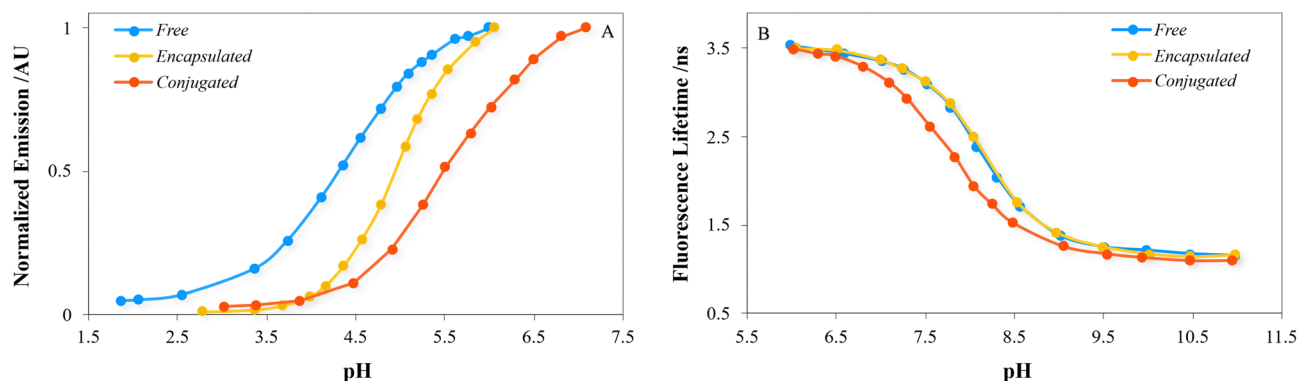 A
Free
Encapsulated
Conjugated
Normalized Emission /AU
1
0.5
0
1.5 2.5 3.5 4.5 5.5 6.5 7.5
pH
B
Free
Encapsulated
Conjugated
Fluorescence Lifetime /ns
3.5
2.5
1.5
0.5
5.5 6.5 7.5 8.5 9.5 10.5 11.5
pH